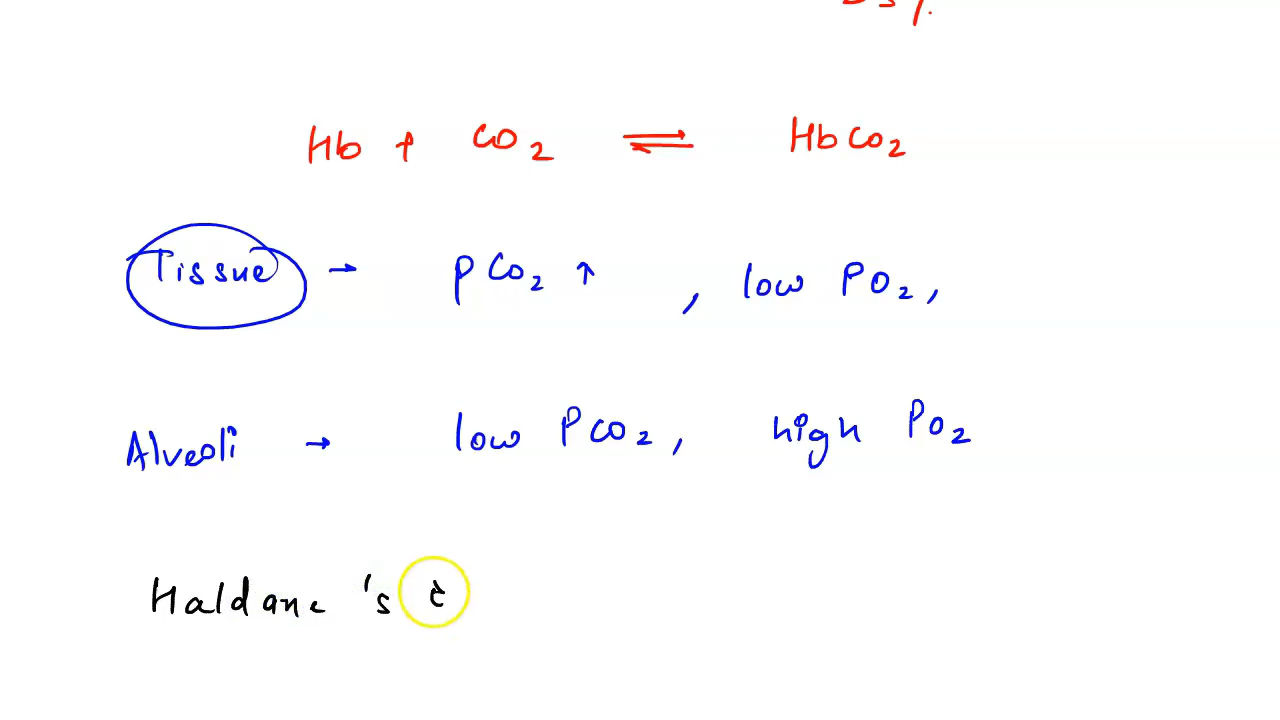 Hb + CO₂ ⇌ HbCO₂
Tissue → pCO₂ ↑ , low PO₂,
Alveoli → low PCO₂, high PO₂
Haldane's